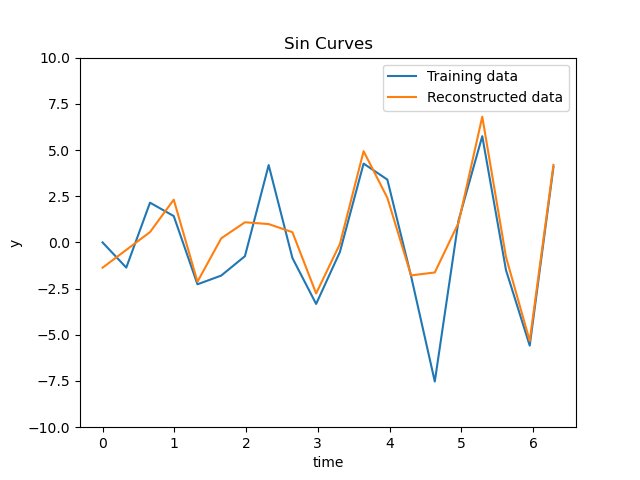 Sin Curves
Training data
Reconstructed data
y
10.0
7.5
5.0
2.5
0.0
−2.5
−5.0
−7.5
−10.0
0 1 2 3 4 5 6
time